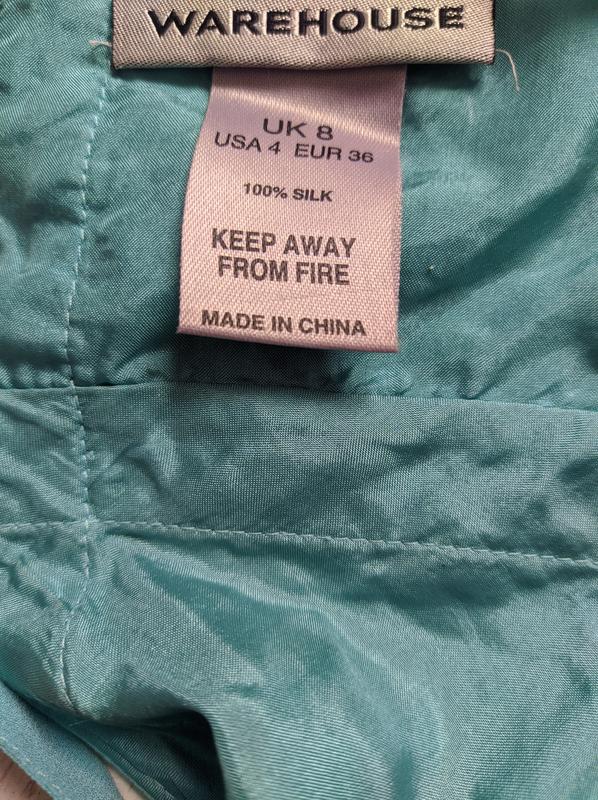 WAREHOUSE
UK 8
USA 4 EUR 36
100% SILK
KEEP AWAY
FROM FIRE
MADE IN CHINA